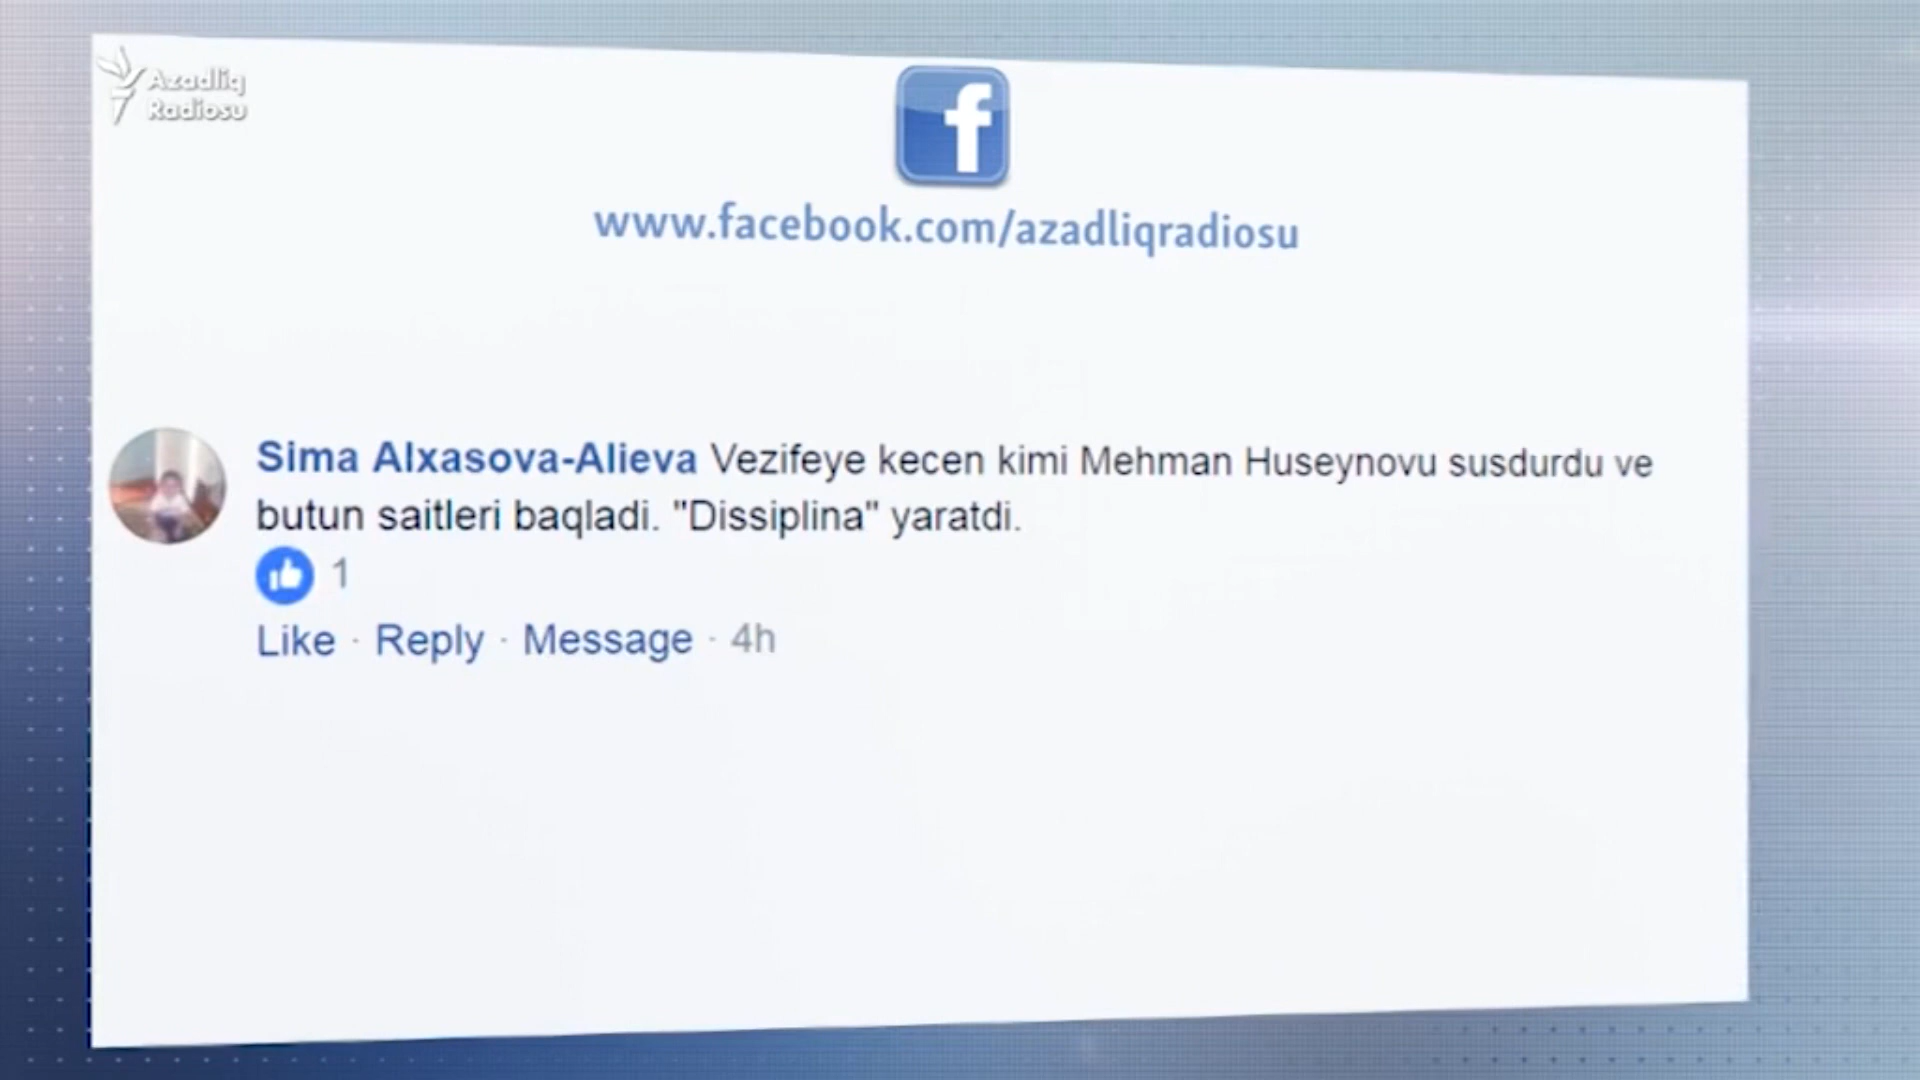 Azadliq
Radiosu
f
www.facebook.com/azadliqradiosu
Sima Alxasova-Alieva Vezifeye kecen kimi Mehman Huseynovu susdurdu ve
butun saitleri baqladi. "Dissiplina" yaratdi.
1
Like · Reply · Message · 4h